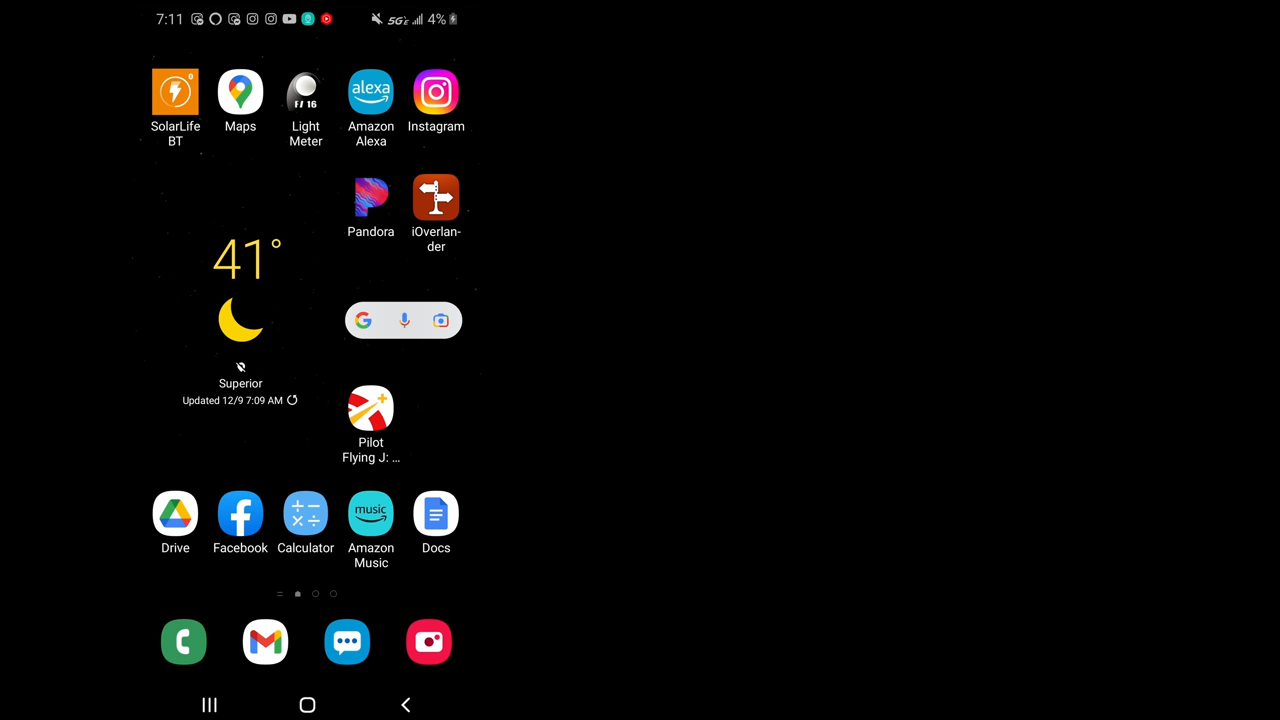 7:11
5GE 4%
F/ 16
alexa
SolarLife
BT
Maps
Light
Meter
Amazon
Alexa
Instagram
Pandora
iOverlan-
der
41°
Superior
Updated 12/9 7:09 AM
Pilot
Flying J: ...
music
Drive
Facebook
Calculator
Amazon
Music
Docs